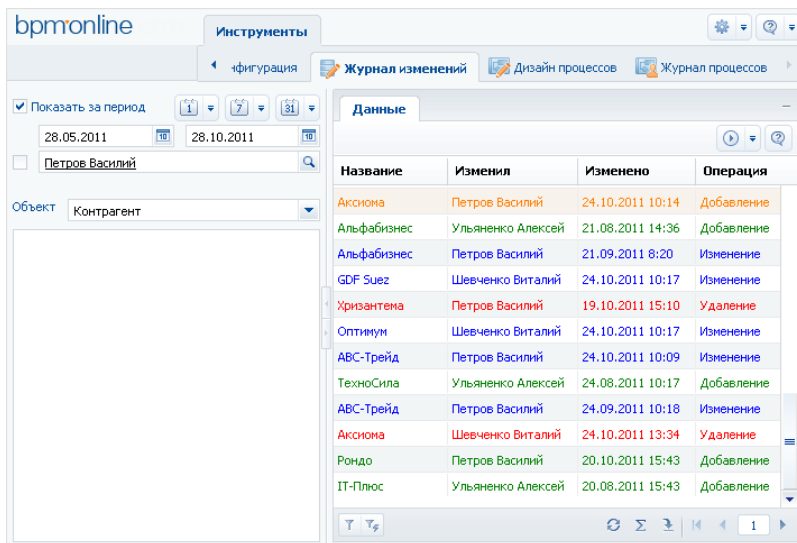 bpm'online
Инструменты
нфигурация Журнал изменений Дизайн процессов Журнал процессов
Показать за период 1 7 31
28.05.2011 10 28.10.2011 10
Петров Василий
Объект Контрагент
Данные
Название Изменил Изменено Операция
Аксиома Петров Василий 24.10.2011 10:14 Добавление
Альфабизнес Ульяненко Алексей 21.08.2011 14:36 Добавление
Альфабизнес Петров Василий 21.09.2011 8:20 Изменение
GDF Suez Шевченко Виталий 24.10.2011 10:17 Изменение
Хризантема Петров Василий 19.10.2011 15:10 Удаление
Оптимум Шевченко Виталий 24.10.2011 10:17 Изменение
АВС-Трейд Петров Василий 24.10.2011 10:09 Изменение
ТехноСила Ульяненко Алексей 24.08.2011 10:17 Добавление
АВС-Трейд Петров Василий 24.09.2011 10:18 Изменение
Аксиома Шевченко Виталий 24.10.2011 13:34 Удаление
Рондо Петров Василий 20.10.2011 15:43 Добавление
IT-Плюс Ульяненко Алексей 20.08.2011 15:43 Добавление
1